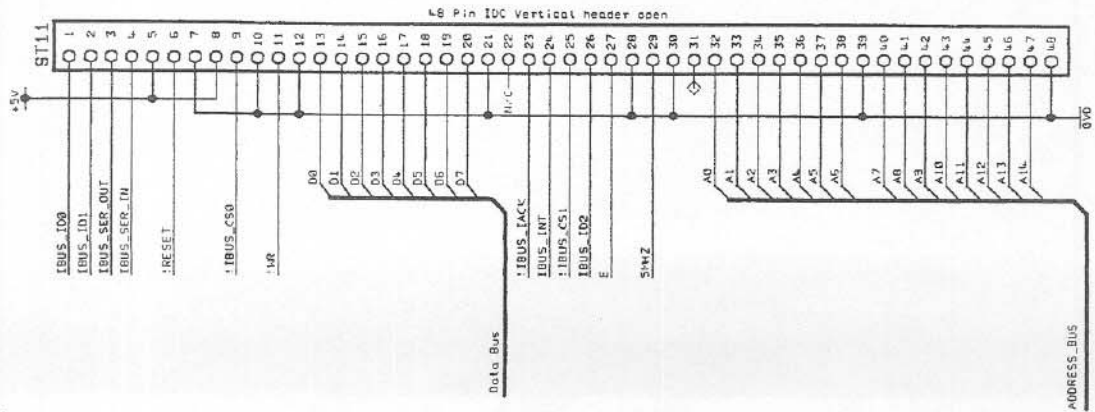 48 Pin IDC Vertical header open
ST11
1 2 3 4 5 6 7 8 9 10 11 12 13 14 15 16 17 18 19 20 21 22 23 24 25 26 27 28 29 30 31 32 33 34 35 36 37 38 39 40 41 42 43 44 45 46 47 48
+5V
N/C
0VD
IBUS_ID0
IBUS_ID1
IBUS_SER_OUT
IBUS_SER_IN
!RESET
!IBUS_CS0
!WR
D0
D1
D2
D3
D4
D5
D6
D7
Data Bus
!IBUS_IACK
IBUS_INT
!IBUS_CS1
IBUS_ID2
E
5MHZ
A0
A1
A2
A3
A4
A5
A6
A7
A8
A9
A10
A11
A12
A13
A14
ADDRESS_BUS